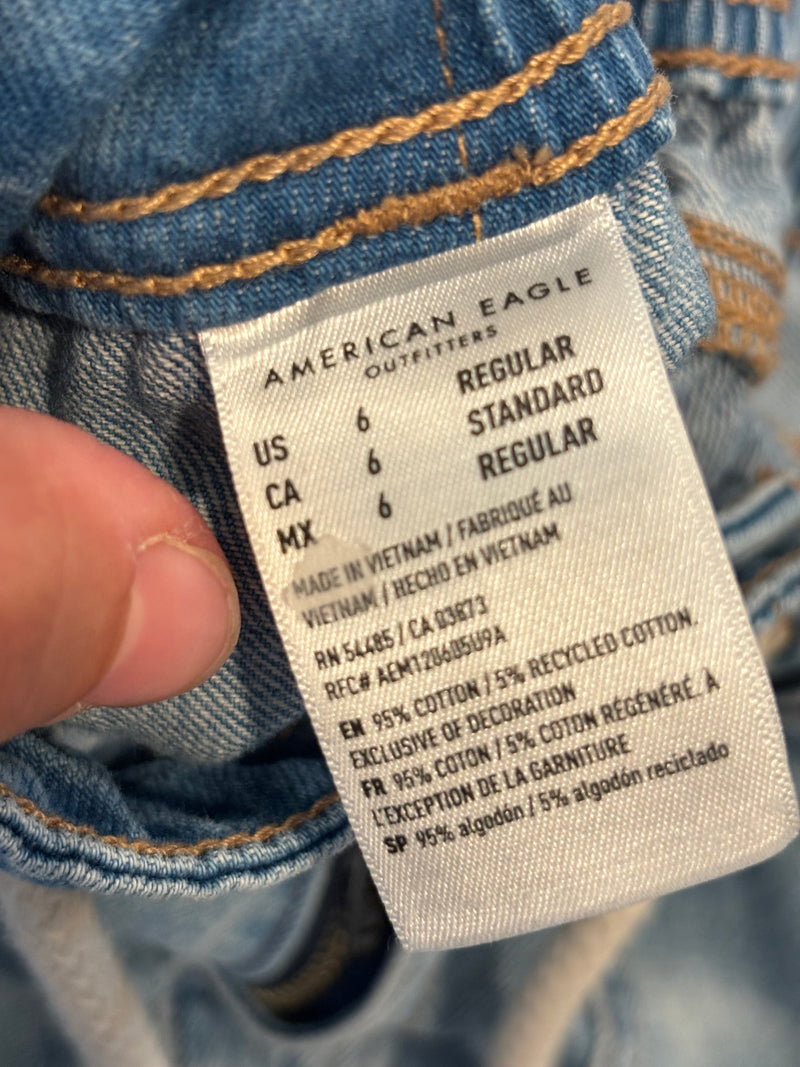 AMERICAN EAGLE
OUTFITTERS
US 6 REGULAR
CA 6 STANDARD
MX 6 REGULAR
MADE IN VIETNAM / FABRIQUÉ AU
VIETNAM / HECHO EN VIETNAM
RN 54485 / CA 03873
RFC# AEM120605U9A
EN 95% COTTON / 5% RECYCLED COTTON.
EXCLUSIVE OF DECORATION
FR 95% COTON / 5% COTON RÉGÉNÉRÉ. À
L'EXCEPTION DE LA GARNITURE
SP 95% algodón / 5% algodón reciclado